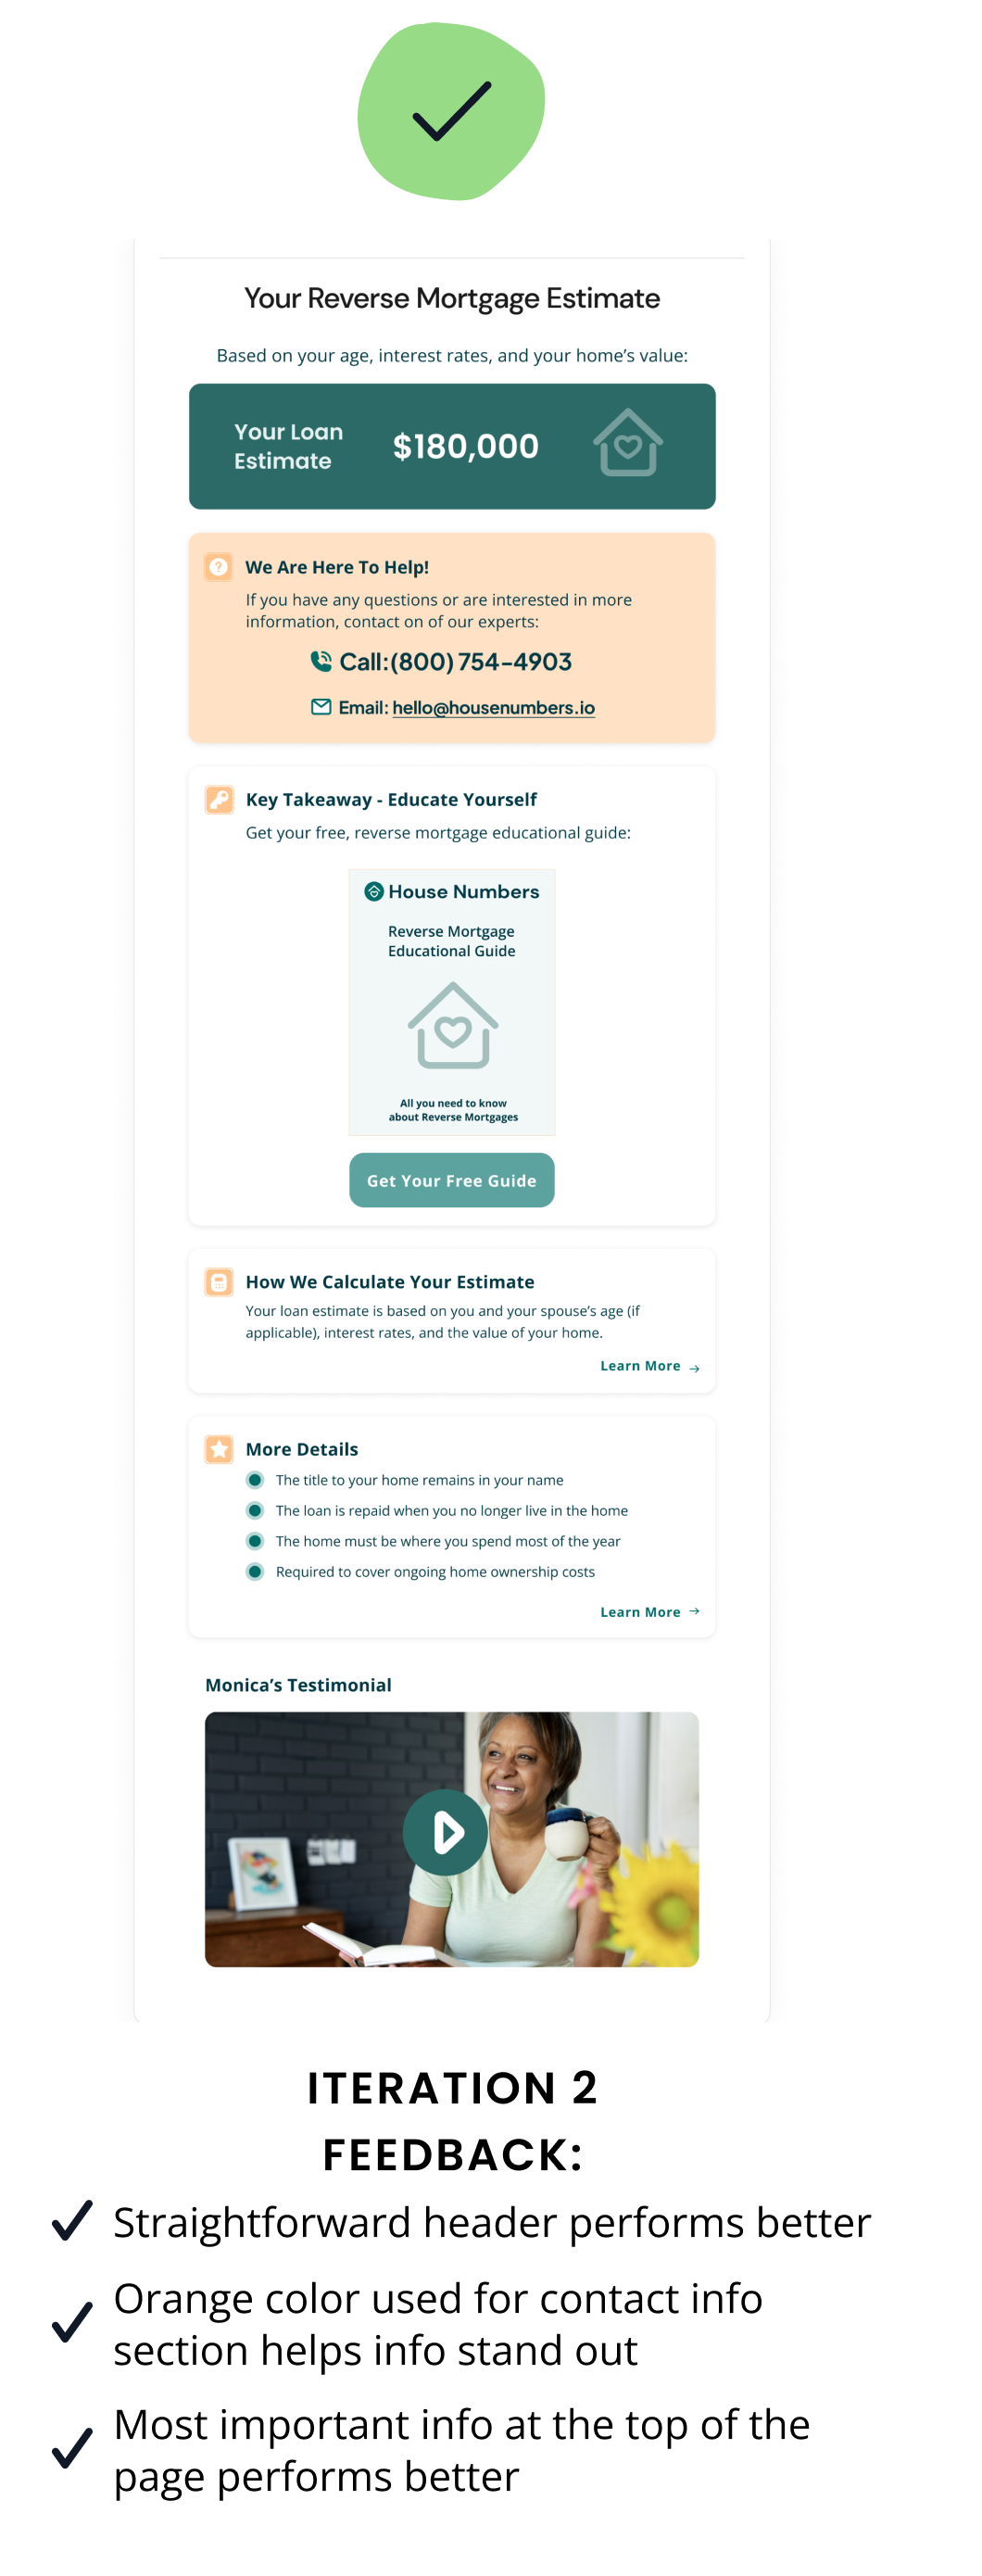 Your Reverse Mortgage Estimate
Based on your age, interest rates, and your home’s value:
Your Loan
Estimate
$180,000
We Are Here To Help!
If you have any questions or are interested in more
information, contact on of our experts:
Call:(800) 754-4903
Email: hello@housenumbers.io
Key Takeaway - Educate Yourself
Get your free, reverse mortgage educational guide:
House Numbers
Reverse Mortgage
Educational Guide
All you need to know
about Reverse Mortgages
Get Your Free Guide
How We Calculate Your Estimate
Your loan estimate is based on you and your spouse’s age (if
applicable), interest rates, and the value of your home.
Learn More →
More Details
The title to your home remains in your name
The loan is repaid when you no longer live in the home
The home must be where you spend most of the year
Required to cover ongoing home ownership costs
Learn More →
Monica’s Testimonial
ITERATION 2
FEEDBACK:
Straightforward header performs better
Orange color used for contact info
section helps info stand out
Most important info at the top of the
page performs better